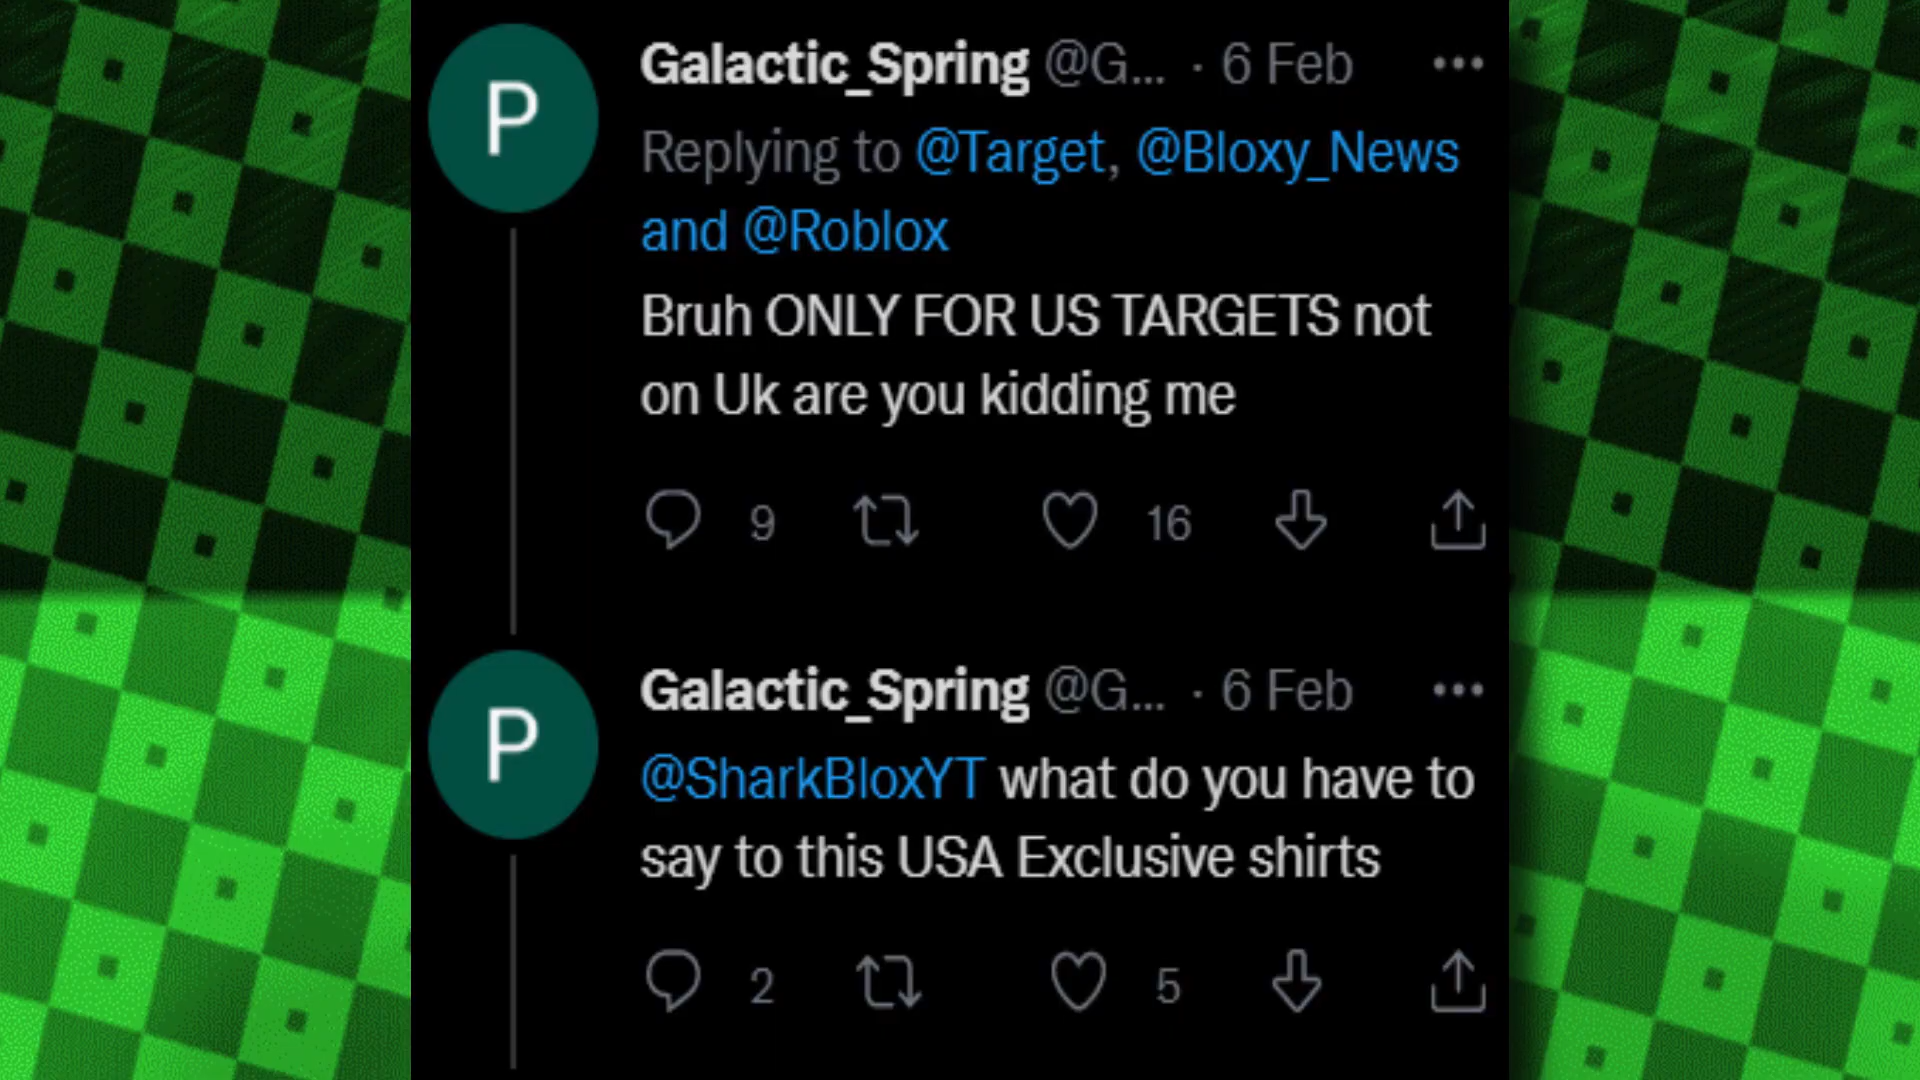 P
Galactic_Spring @G... · 6 Feb
Replying to @Target, @Bloxy_News
and @Roblox
Bruh ONLY FOR US TARGETS not
on Uk are you kidding me
9 16
P
Galactic_Spring @G... · 6 Feb
@SharkBloxYT what do you have to
say to this USA Exclusive shirts
2 5